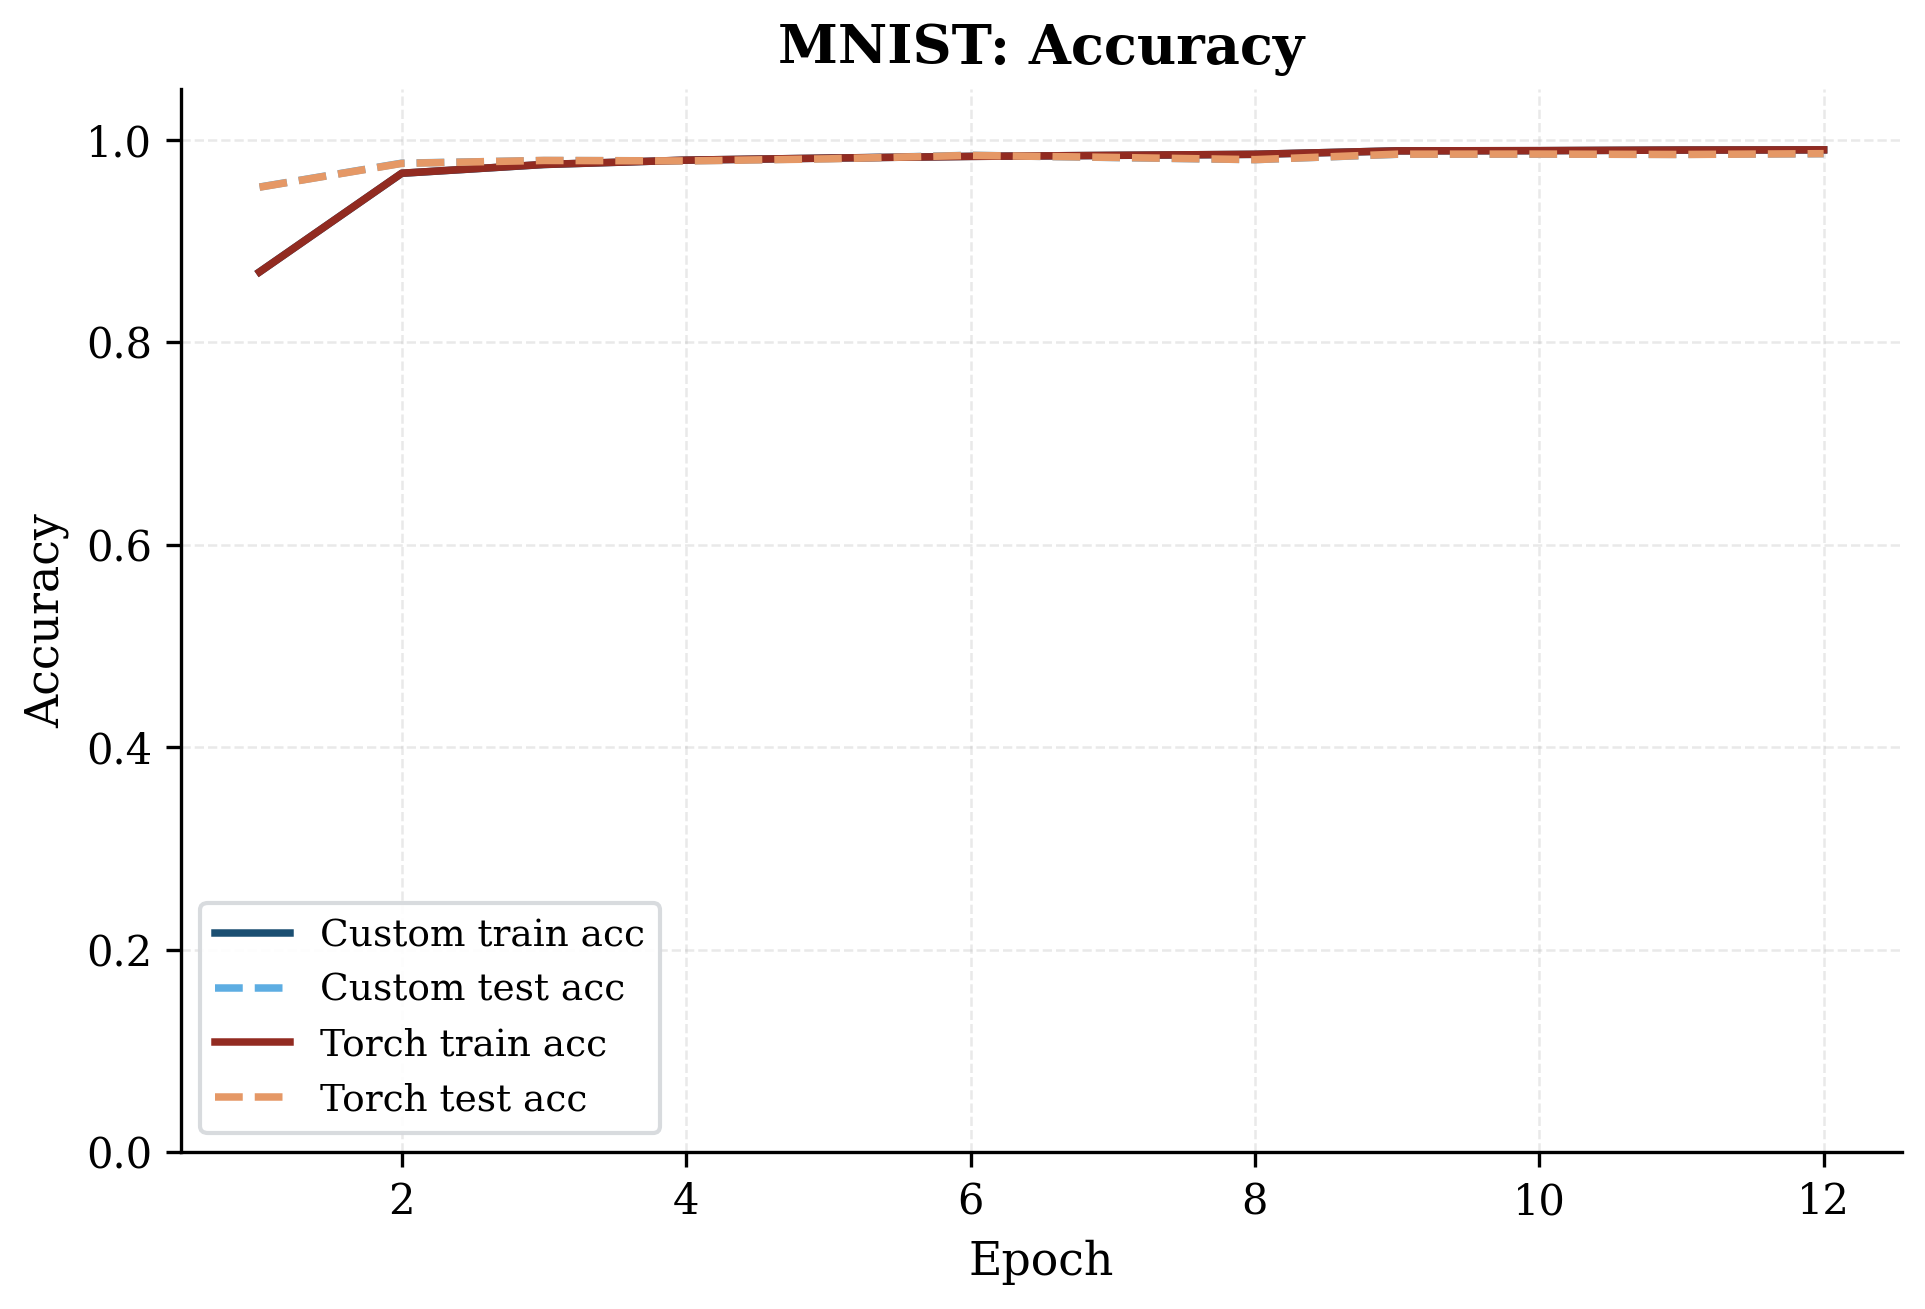 MNIST: Accuracy
1.0
0.8
0.6
0.4
0.2
0.0
Accuracy
Custom train acc
Custom test acc
Torch train acc
Torch test acc
2 4 6 8 10 12
Epoch